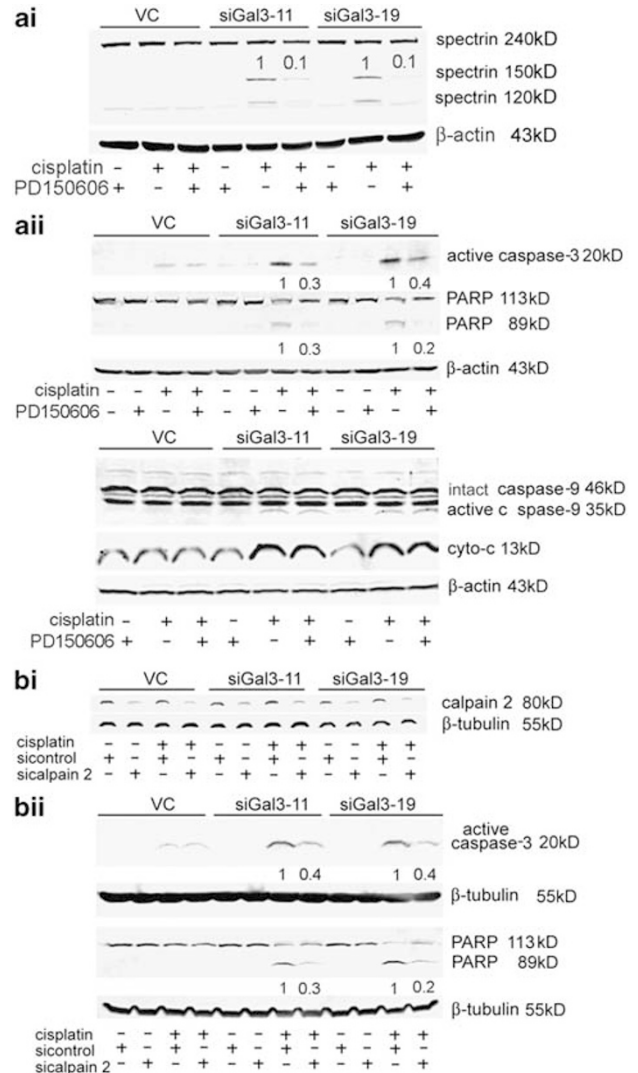 ai
VC siGal3-11 siGal3-19
spectrin 240kD
1 0.1 1 0.1
spectrin 150kD
spectrin 120kD
β-actin 43kD
cisplatin - + + - + + - + +
PD150606 + - + + - + + - +
aii
VC siGal3-11 siGal3-19
active caspase-3 20kD
1 0.3 1 0.4
PARP 113kD
PARP 89kD
1 0.3 1 0.2
β-actin 43kD
cisplatin - - + + - - + + - - + +
PD150606 - + - + - + - + - + - +
VC siGal3-11 siGal3-19
intact caspase-9 46kD
active c spase-9 35kD
cyto-c 13kD
β-actin 43kD
cisplatin - + + - + + - + +
PD150606 + - + + - + + - +
bi
VC siGal3-11 siGal3-19
calpain 2 80kD
β-tubulin 55kD
cisplatin - - + + - - + + - - + +
sicontrol + - + - + - + - + - + -
sicalpain 2 - + - + - + - + - + - +
bii
VC siGal3-11 siGal3-19
active
caspase-3 20kD
1 0.4 1 0.4
β-tubulin 55kD
PARP 113kD
PARP 89kD
1 0.3 1 0.2
β-tubulin 55kD
cisplatin - - + + - - + + - - + +
sicontrol + - + - + - + - + - + -
sicalpain 2 - + - + - + - + - + - +